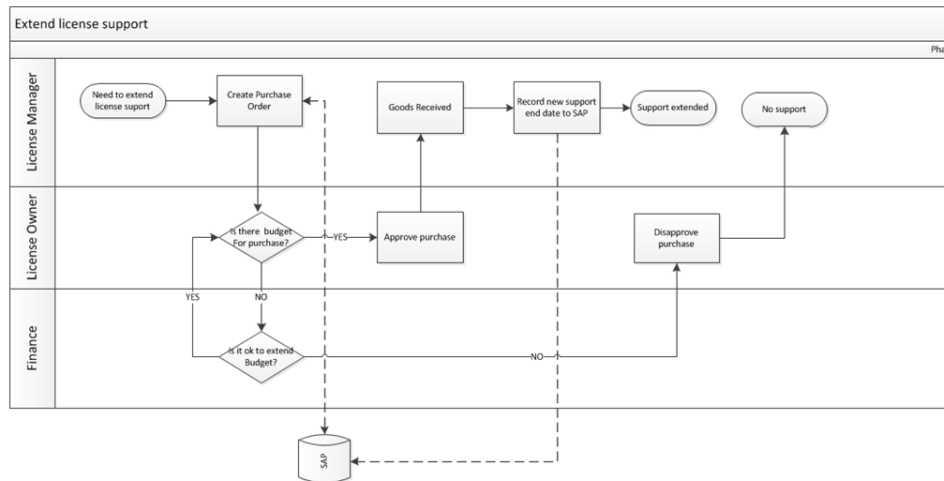 Extend license support
Pha
License Manager
Need to extend
license suport
Create Purchase
Order
Goods Received
Record new support
end date to SAP
Support extended
No support
License Owner
Is there budget
For purchase?
YES
Approve purchase
Disapprove
purchase
YES
NO
Finance
Is it ok to extend
Budget?
NO
SAP